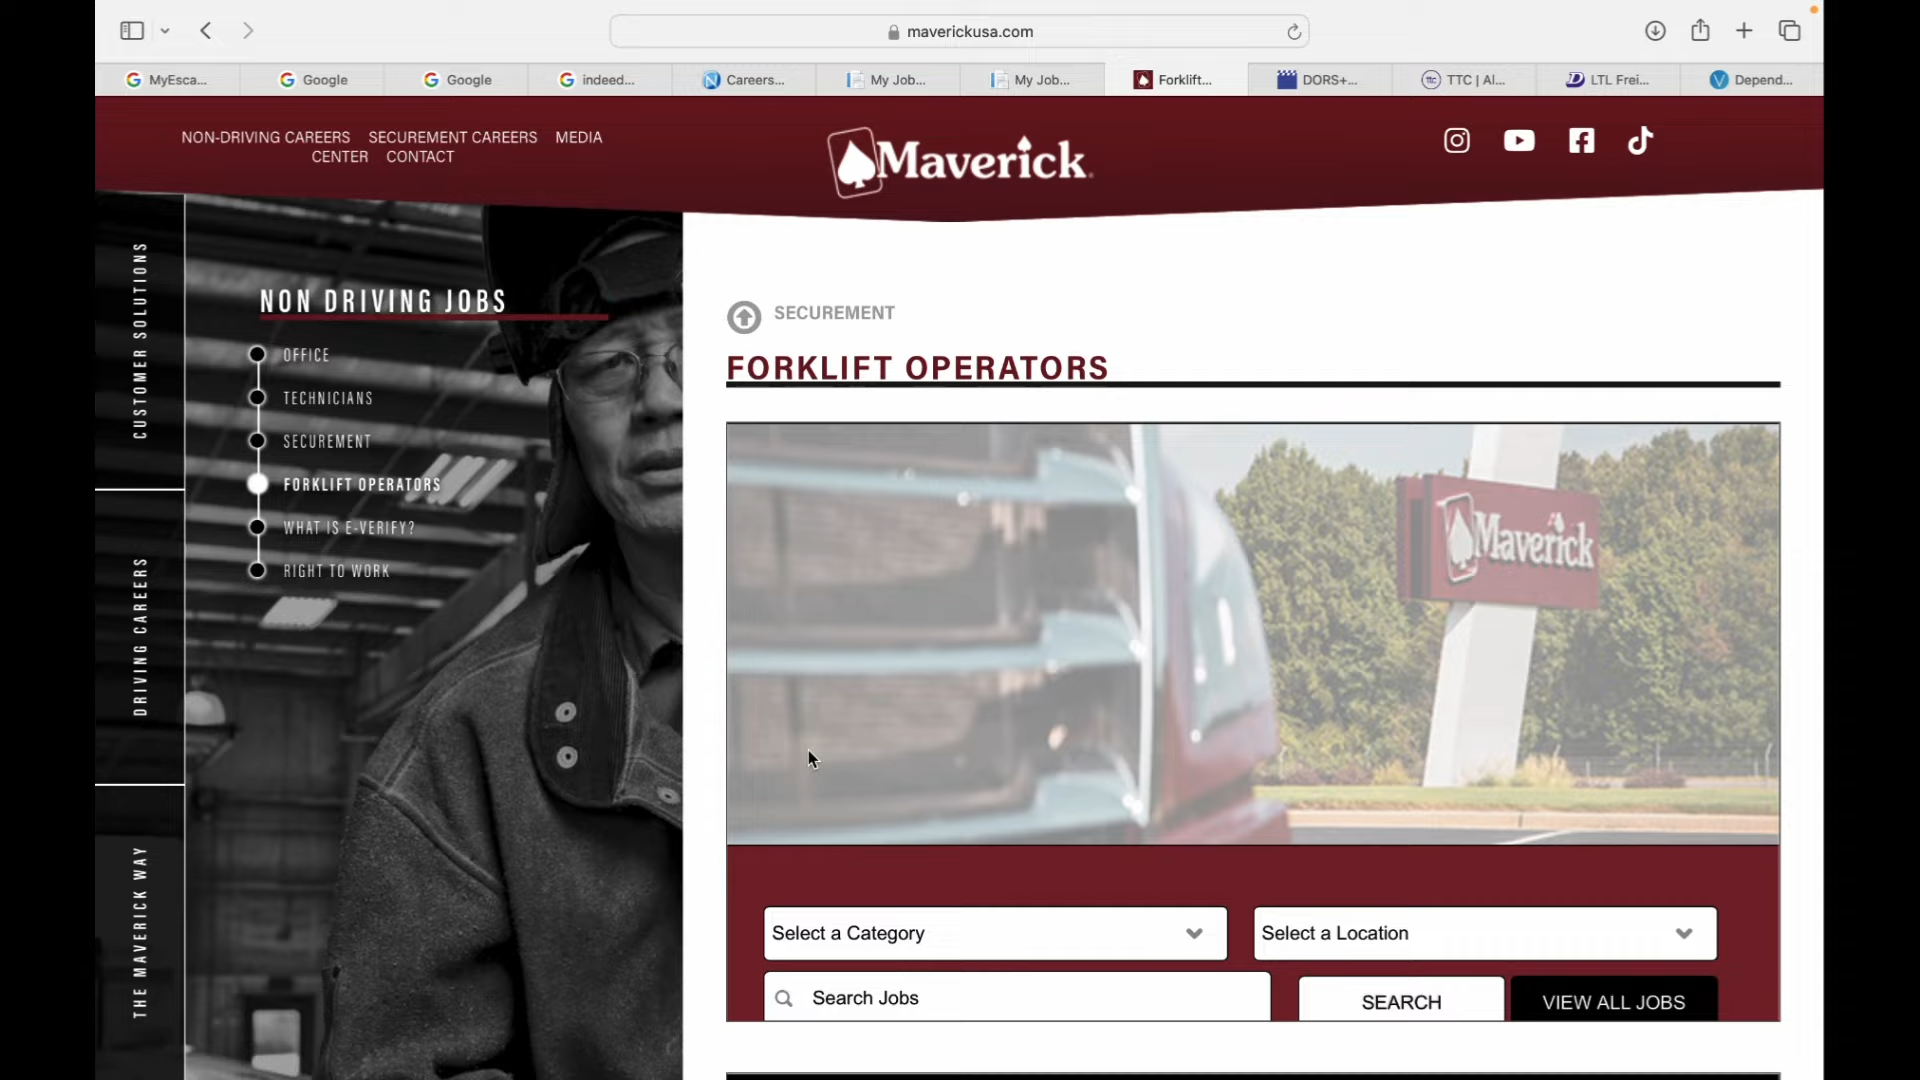 maverickusa.com
MyEsca...
Google
Google
indeed...
Careers...
My Job...
My Job...
Forklift...
DORS+...
ttc
TTC | Al...
LTL Frei...
Depend...
NON-DRIVING CAREERS SECUREMENT CAREERS MEDIA
CENTER CONTACT
Maverick
CUSTOMER SOLUTIONS
DRIVING CAREERS
THE MAVERICK WAY
NON DRIVING JOBS
OFFICE
TECHNICIANS
SECUREMENT
FORKLIFT OPERATORS
WHAT IS E-VERIFY?
RIGHT TO WORK
SECUREMENT
FORKLIFT OPERATORS
Maverick
Select a Category
Select a Location
Search Jobs
SEARCH
VIEW ALL JOBS